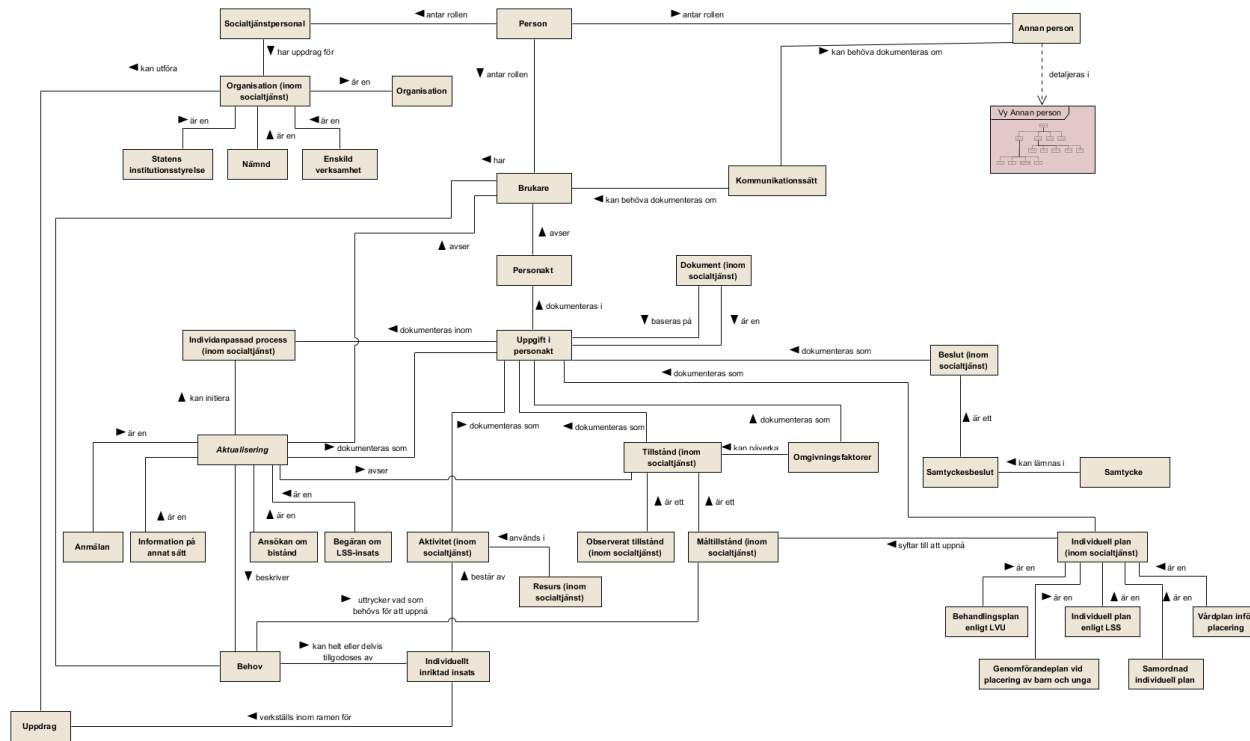 Socialtjänstpersonal
antar rollen
Person
antar rollen
Annan person
har uppdrag för
kan utföra
antar rollen
kan behöva dokumenteras om
detaljeras i
Organisation (inom
socialtjänst)
är en
Organisation
är en
är en
är en
Statens
institutionsstyrelse
Nämnd
Enskild
verksamhet
Vy Annan person
har
Brukare
Kommunikationssätt
kan behöva dokumenteras om
avser
avser
Personakt
Dokument (inom
socialtjänst)
dokumenteras i
baseras på
är en
dokumenteras inom
Individanpassad process
(inom socialtjänst)
Uppgift i
personakt
dokumenteras som
Beslut (inom
socialtjänst)
dokumenteras som
kan initiera
är en
dokumenteras som
dokumenteras som
dokumenteras som
dokumenteras som
är ett
Aktualisering
avser
Tillstånd (inom
socialtjänst)
kan påverka
Omgivningsfaktorer
Samtyckesbeslut
kan lämnas i
Samtycke
är en
är en
är en
är ett
är ett
Anmälan
Information på
annat sätt
Ansökan om
bistånd
Begäran om
LSS-insats
Aktivitet (inom
socialtjänst)
används i
Observerat tillstånd
(inom socialtjänst)
Måltillstånd (inom
socialtjänst)
syftar till att uppnå
Individuell plan
(inom socialtjänst)
beskriver
består av
Resurs (inom
socialtjänst)
är en
är en
är en
är en
är en
uttrycker vad som
behövs för att uppnå
Behandlingsplan
enligt LVU
Individuell plan
enligt LSS
Vårdplan inför
placering
kan helt eller delvis
tillgodoses av
Behov
Individuellt
inriktad insats
Genomförandeplan vid
placering av barn och unga
Samordnad
individuell plan
verkställs inom ramen för
Uppdrag